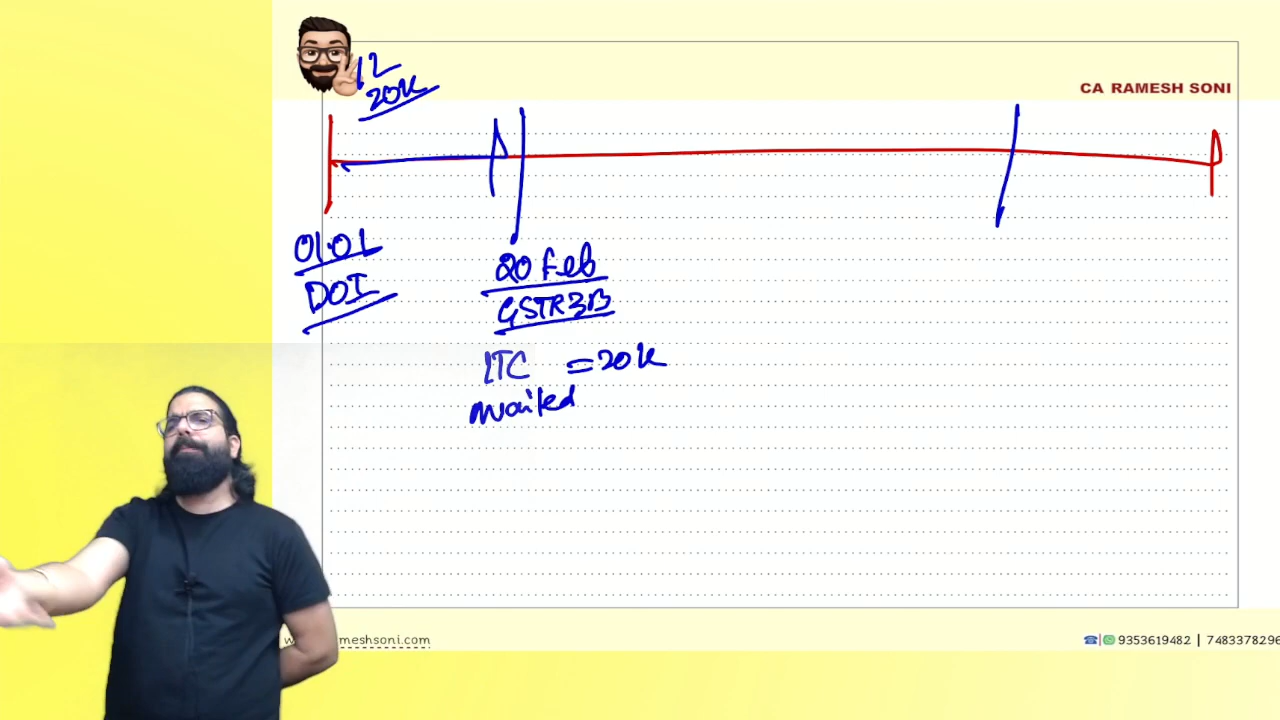 12
20K
CA RAMESH SONI
01.01
DOI
20 Feb
GSTR3B
ITC = 20K
Availed
meshsoni.com
9353619482 | 7483378296